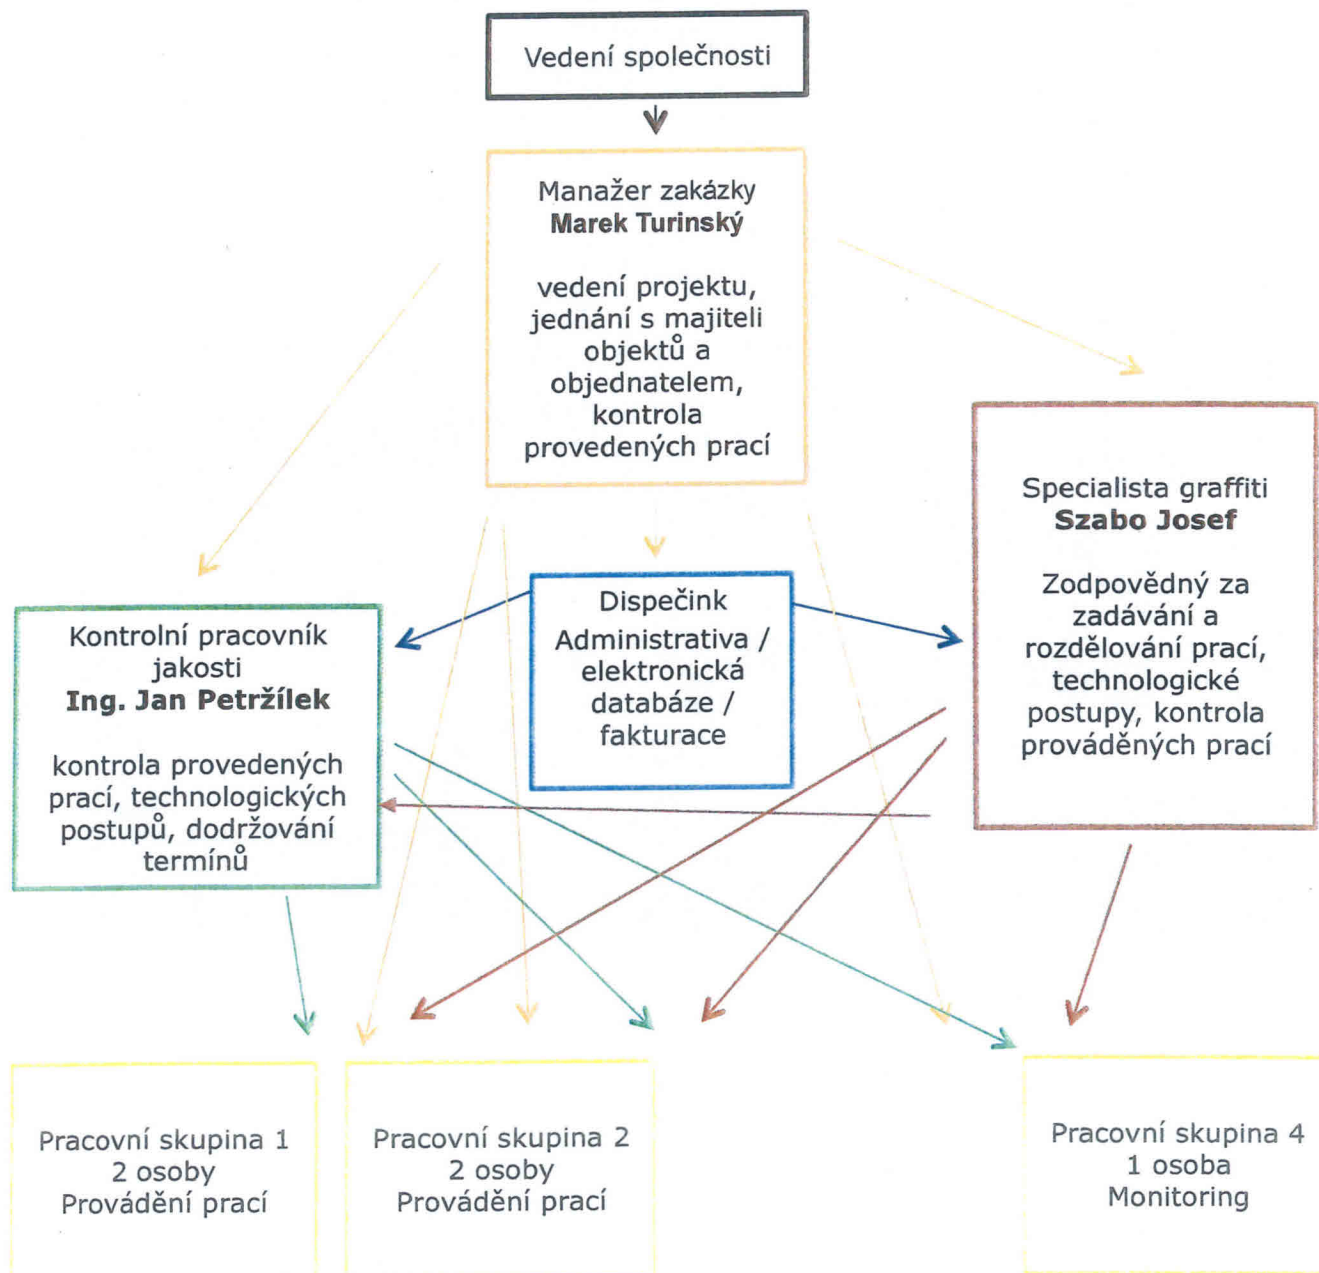 Vedení společnosti
Manažer zakázky
Marek Turinský
vedení projektu,
jednání s majiteli
objektů a
objednatelem,
kontrola
provedených prací
Specialista graffiti
Szabo Josef
Zodpovědný za
zadávání a
rozdělování prací,
technologické
postupy, kontrola
prováděných prací
Dispečink
Administrativa /
elektronická
databáze /
fakturace
Kontrolní pracovník
jakosti
Ing. Jan Petržílek
kontrola provedených
prací, technologických
postupů, dodržování
termínů
Pracovní skupina 1
2 osoby
Provádění prací
Pracovní skupina 2
2 osoby
Provádění prací
Pracovní skupina 4
1 osoba
Monitoring